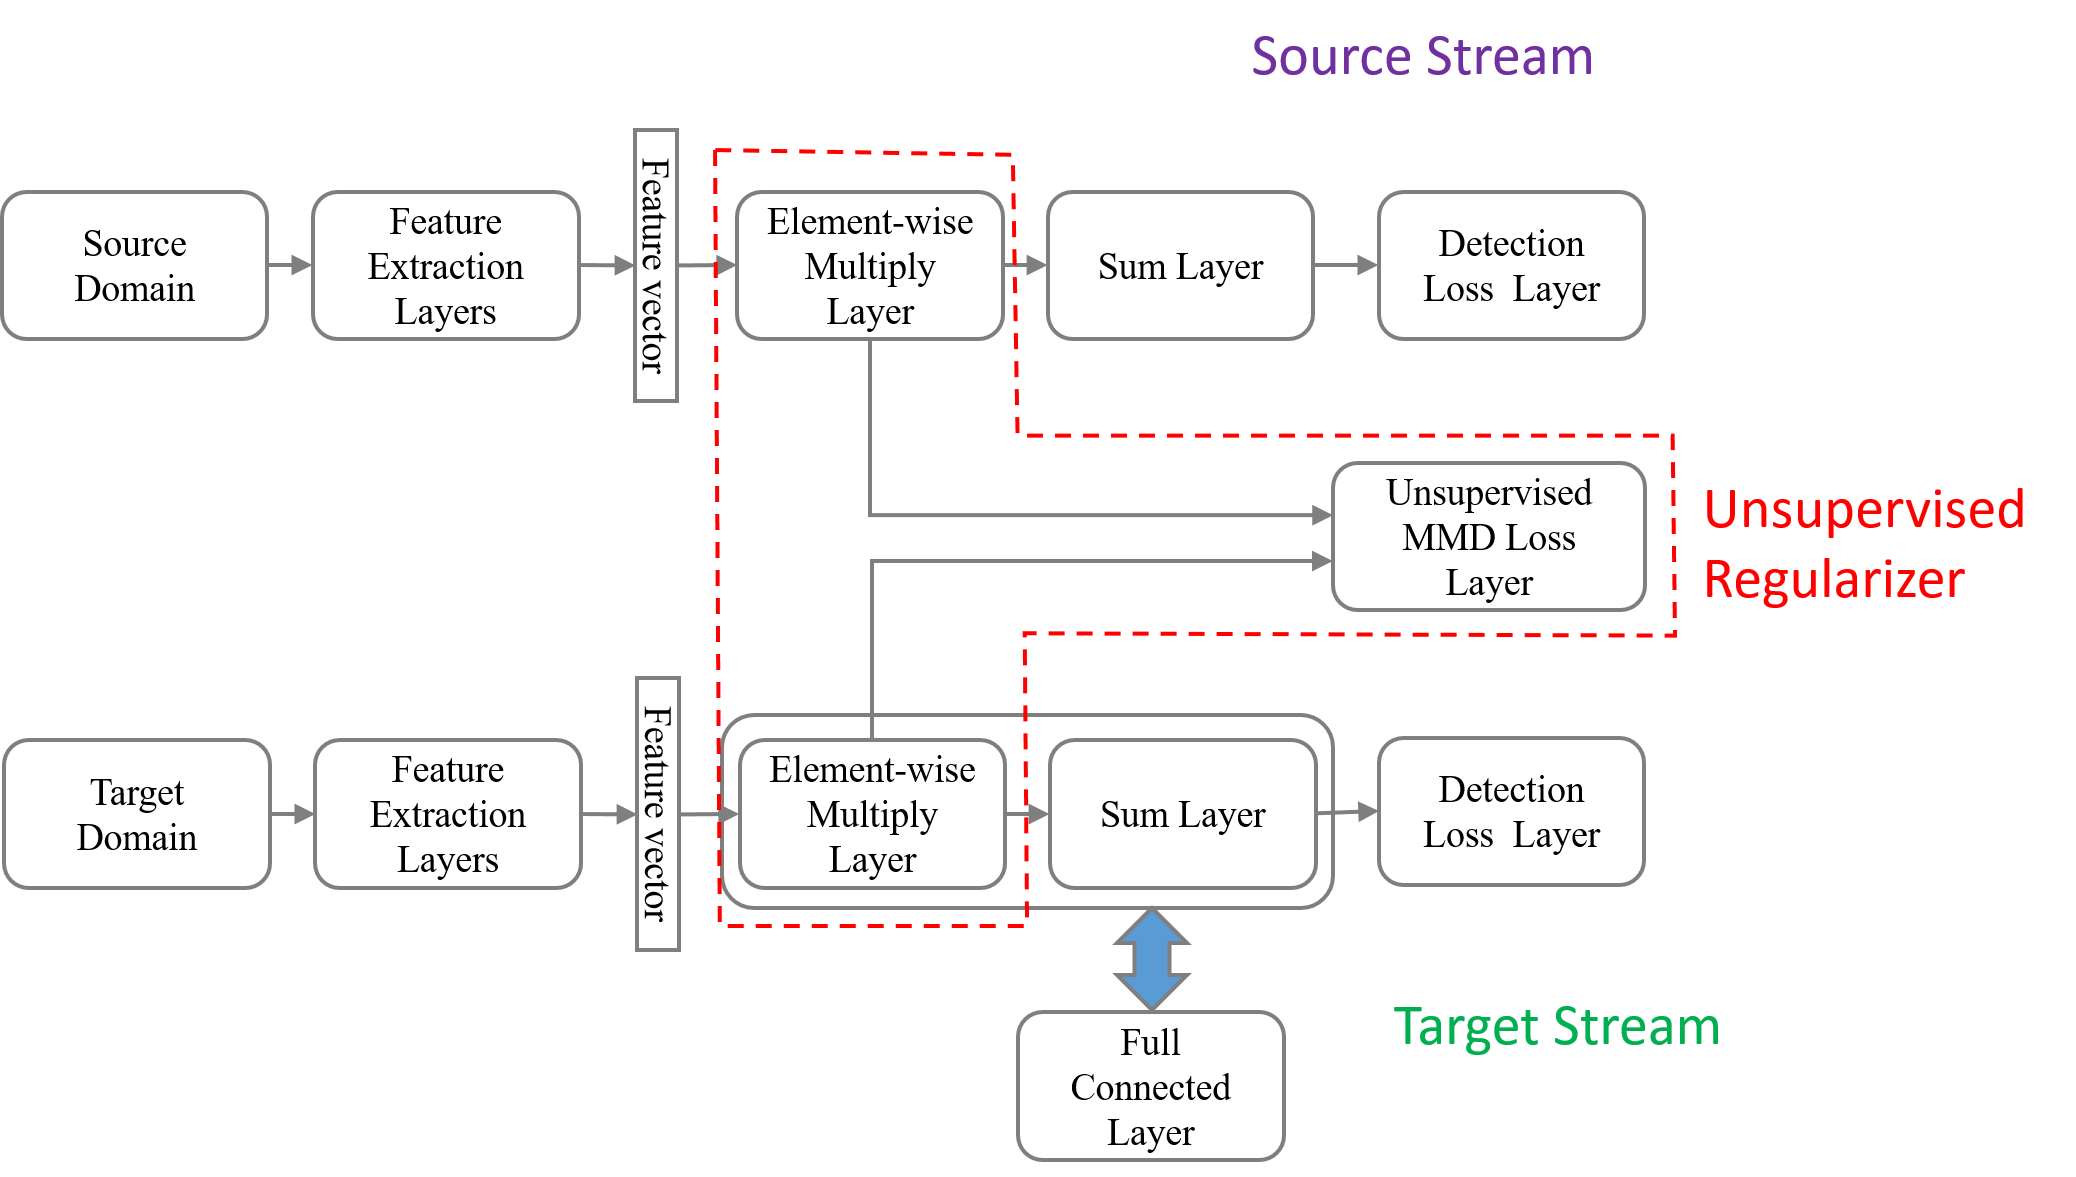 Source Stream
Source
Domain
Feature
Extraction
Layers
Feature vector
Element-wise
Multiply
Layer
Sum Layer
Detection
Loss Layer
Unsupervised
MMD Loss
Layer
Unsupervised
Regularizer
Target
Domain
Feature
Extraction
Layers
Feature vector
Element-wise
Multiply
Layer
Sum Layer
Detection
Loss Layer
Full
Connected
Layer
Target Stream